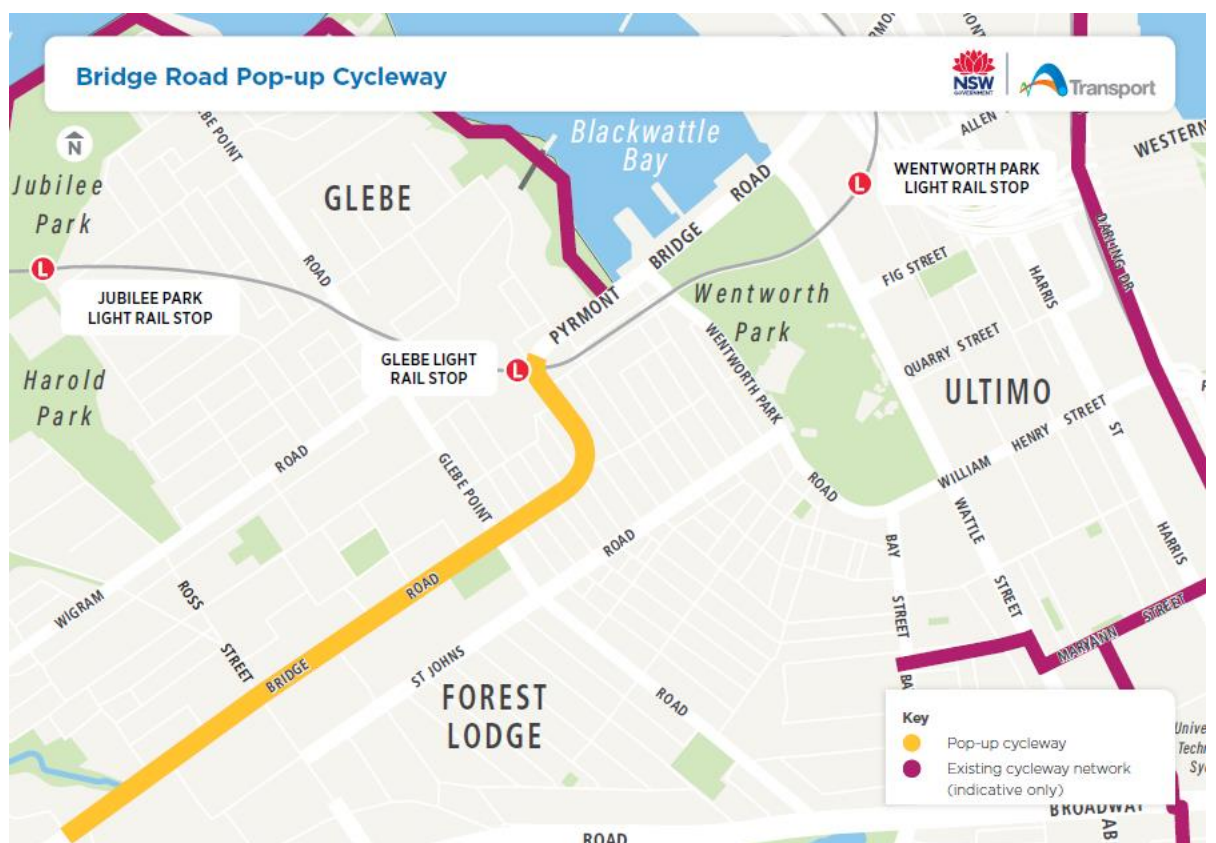 Bridge Road Pop-up Cycleway
NSW
GOVERNMENT
Transport
N
Jubilee
Park
GLEBE
Blackwattle
Bay
WENTWORTH PARK
LIGHT RAIL STOP
L
ALLEN
WESTERN
ROAD
BRIDGE
PYRMONT
DARLING DR
FIG STREET
HARRIS
ST
HARRIS
L
JUBILEE PARK
LIGHT RAIL STOP
ROAD
Wentworth
Park
GLEBE LIGHT
RAIL STOP
L
Harold
Park
WENTWORTH PARK
ROAD
QUARRY STREET
ULTIMO
WILLIAM HENRY STREET
ROAD
WIGRAM
GLEBE POINT
ROAD
ROSS
STREET
ROAD
BRIDGE
ROAD
ST JOHNS
FOREST
LODGE
WATTLE
STREET
BAY
STREET
MARY ANN STREET
Key
Pop-up cycleway
Existing cycleway network
(indicative only)
BROADWAY
ROAD